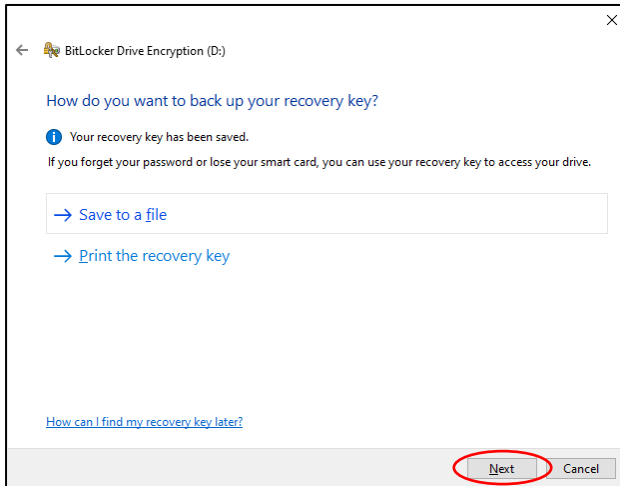 BitLocker Drive Encryption (D:)
How do you want to back up your recovery key?
Your recovery key has been saved.
If you forget your password or lose your smart card, you can use your recovery key to access your drive.
Save to a file
Print the recovery key
How can I find my recovery key later?
Next Cancel